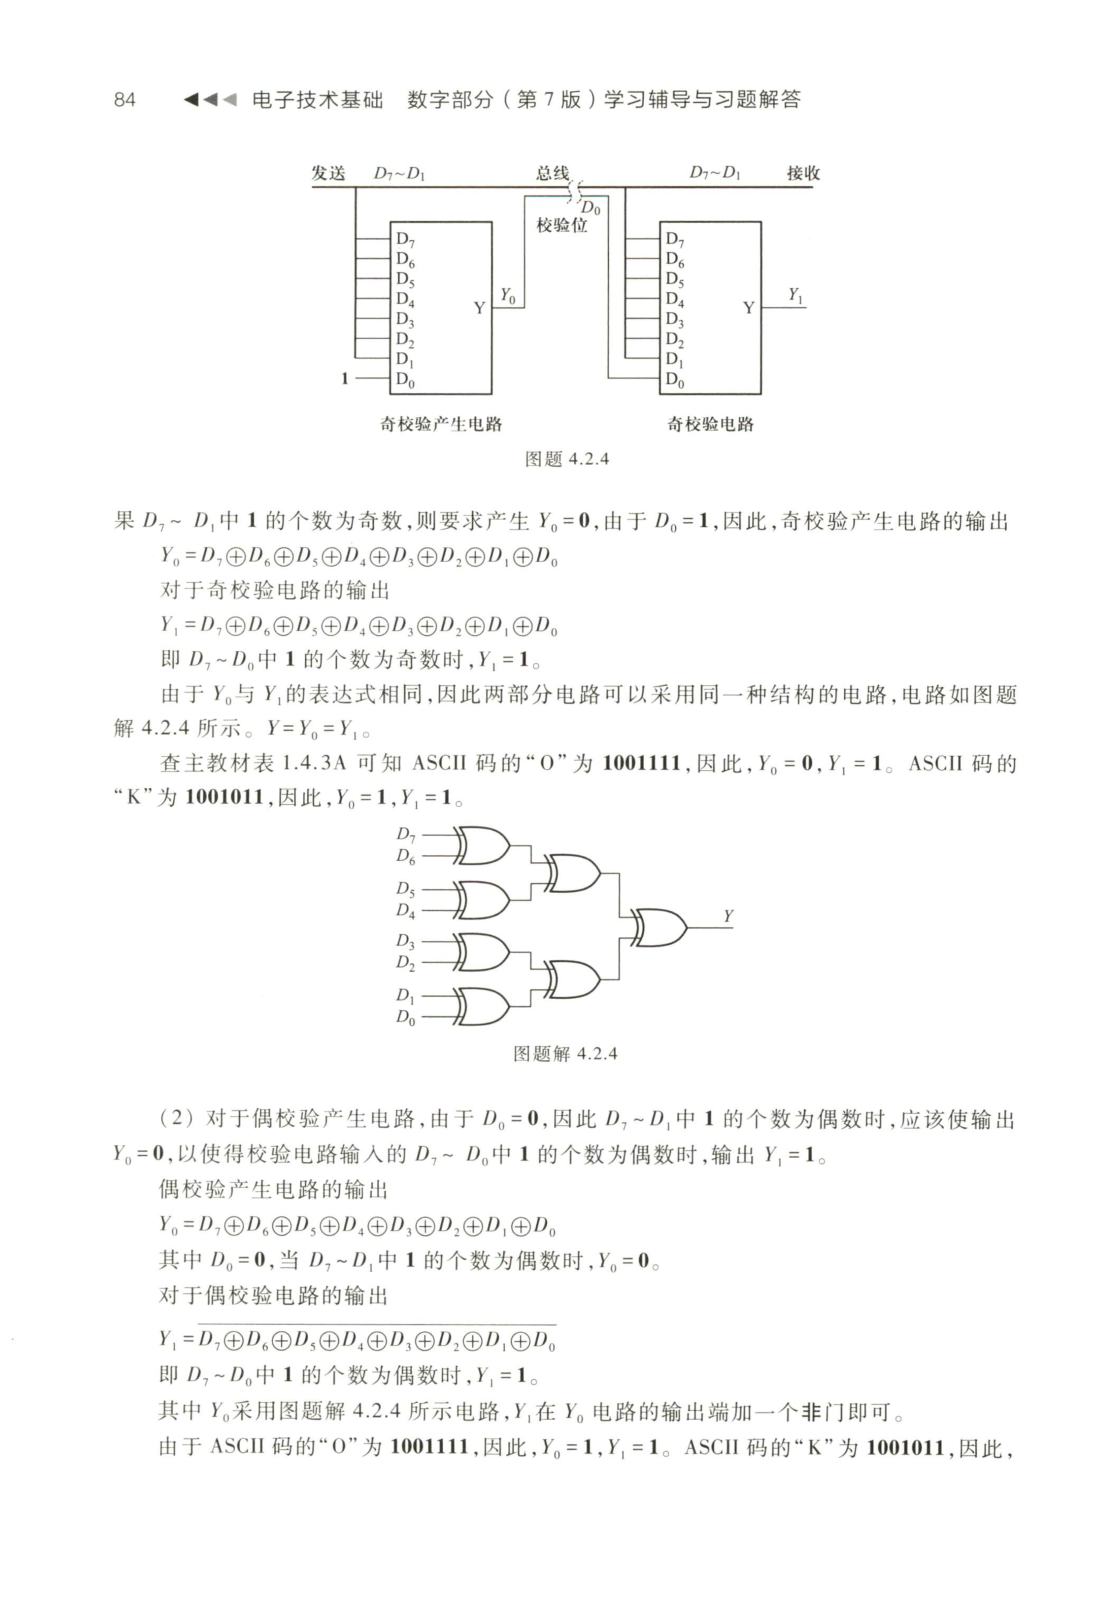 84 ◀◀◀ 电子技术基础 数字部分(第 7 版)学习辅导与习题解答
发送 D₇~D₁ 总线 D₇~D₁ 接收
D₀
校验位
D₇
D₆
D₅
D₄
D₃
D₂
D₁
1 D₀
Y Y₀
D₇
D₆
D₅
D₄
D₃
D₂
D₁
D₀
Y Y₁
奇校验产生电路 奇校验电路
图题 4.2.4
果 D₇~ D₁中 1 的个数为奇数,则要求产生 Y₀=0,由于 D₀=1,因此,奇校验产生电路的输出
Y₀=D₇⊕D₆⊕D₅⊕D₄⊕D₃⊕D₂⊕D₁⊕D₀
对于奇校验电路的输出
Y₁=D₇⊕D₆⊕D₅⊕D₄⊕D₃⊕D₂⊕D₁⊕D₀
即 D₇~D₀中 1 的个数为奇数时,Y₁=1。
由于 Y₀与 Y₁的表达式相同,因此两部分电路可以采用同一种结构的电路,电路如图题
解 4.2.4 所示。Y=Y₀=Y₁。
查主教材表 1.4.3A 可知 ASCII 码的“O”为 1001111,因此,Y₀=0,Y₁=1。ASCII 码的
“K”为 1001011,因此,Y₀=1,Y₁=1。
D₇
D₆
D₅
D₄
D₃
D₂
D₁
D₀
Y
图题解 4.2.4
(2) 对于偶校验产生电路,由于 D₀=0,因此 D₇~D₁中 1 的个数为偶数时,应该使输出
Y₀=0,以使得校验电路输入的 D₇~ D₀中 1 的个数为偶数时,输出 Y₁=1。
偶校验产生电路的输出
Y₀=D₇⊕D₆⊕D₅⊕D₄⊕D₃⊕D₂⊕D₁⊕D₀
其中 D₀=0,当 D₇~D₁中 1 的个数为偶数时,Y₀=0。
对于偶校验电路的输出
Y₁=\overline{D₇⊕D₆⊕D₅⊕D₄⊕D₃⊕D₂⊕D₁⊕D₀}
即 D₇~D₀中 1 的个数为偶数时,Y₁=1。
其中 Y₀采用图题解 4.2.4 所示电路,Y₁在 Y₀ 电路的输出端加一个非门即可。
由于 ASCII 码的“O”为 1001111,因此,Y₀=1,Y₁=1。ASCII 码的“K”为 1001011,因此,